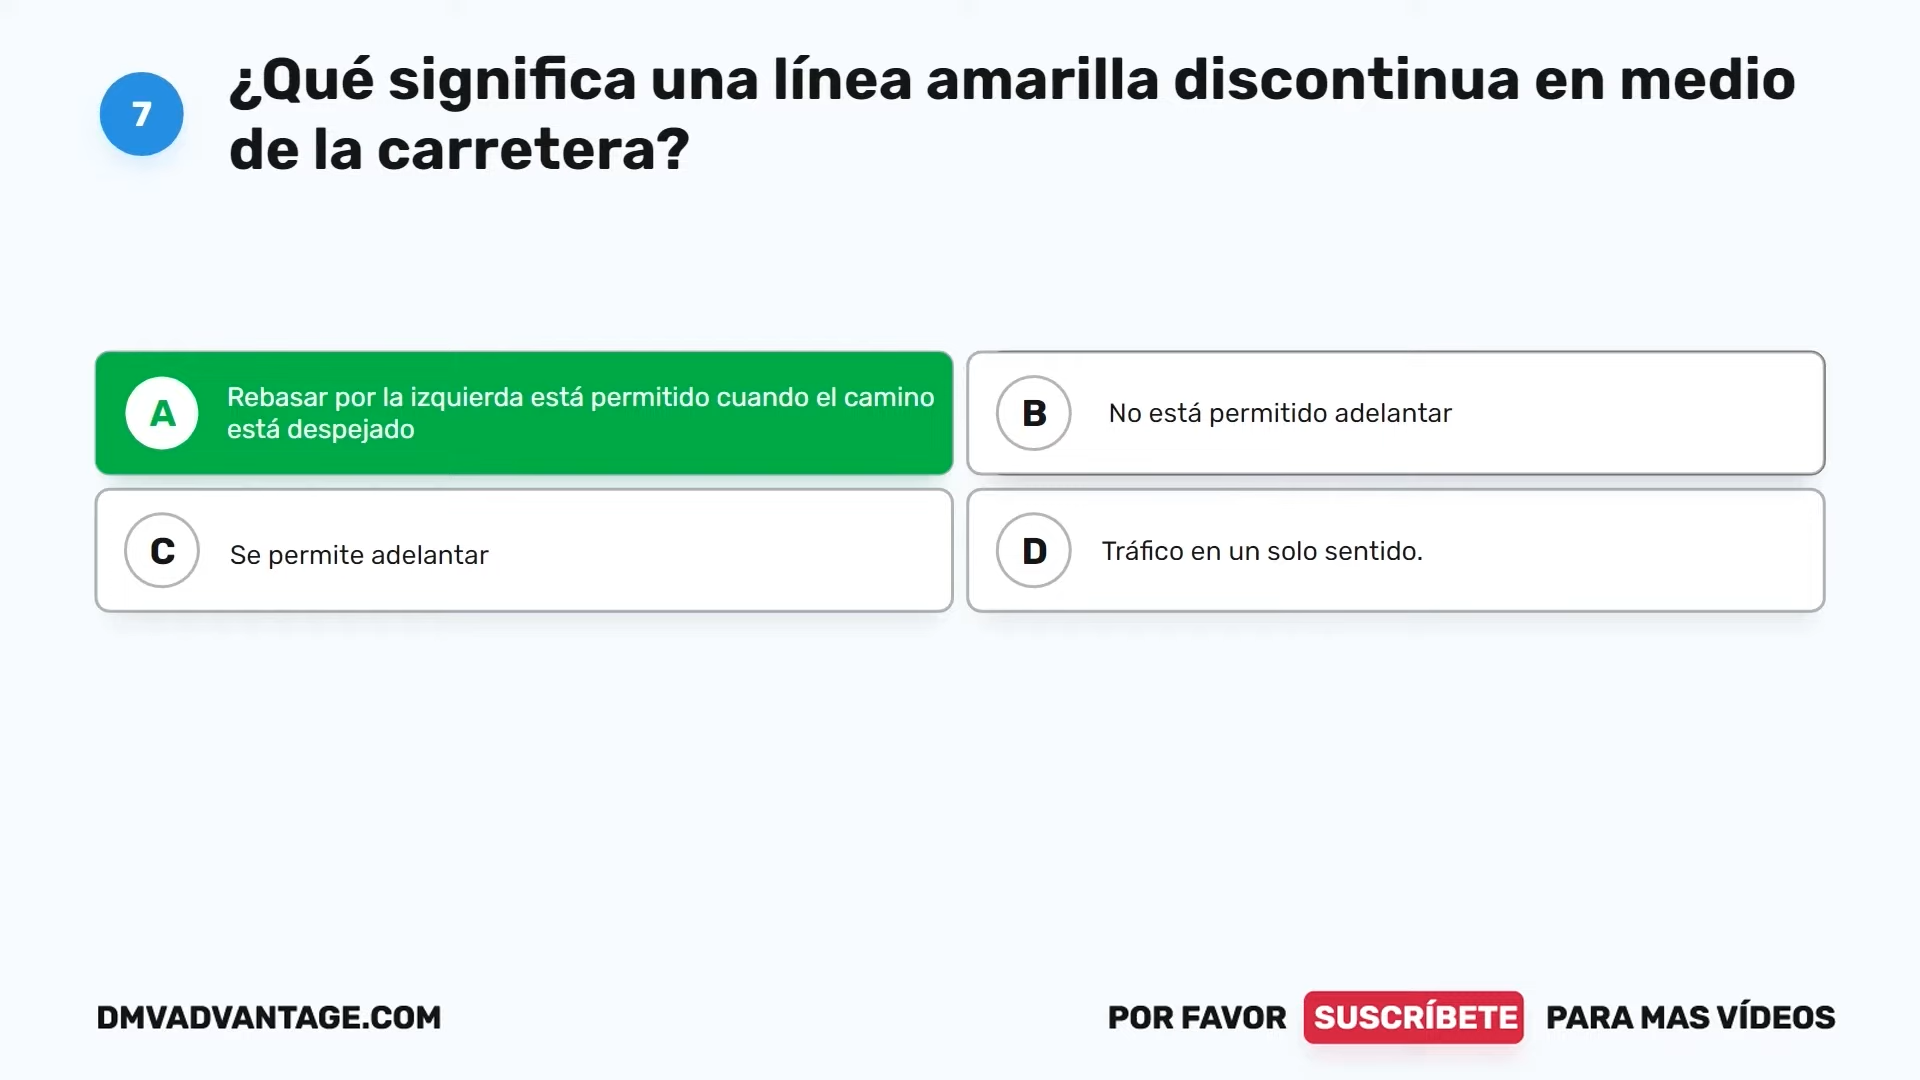 7
¿Qué significa una línea amarilla discontinua en medio
de la carretera?
A
Rebasar por la izquierda está permitido cuando el camino
está despejado
B
No está permitido adelantar
C
Se permite adelantar
D
Tráfico en un solo sentido.
DMVADVANTAGE.COM
POR FAVOR SUSCRÍBETE PARA MAS VÍDEOS